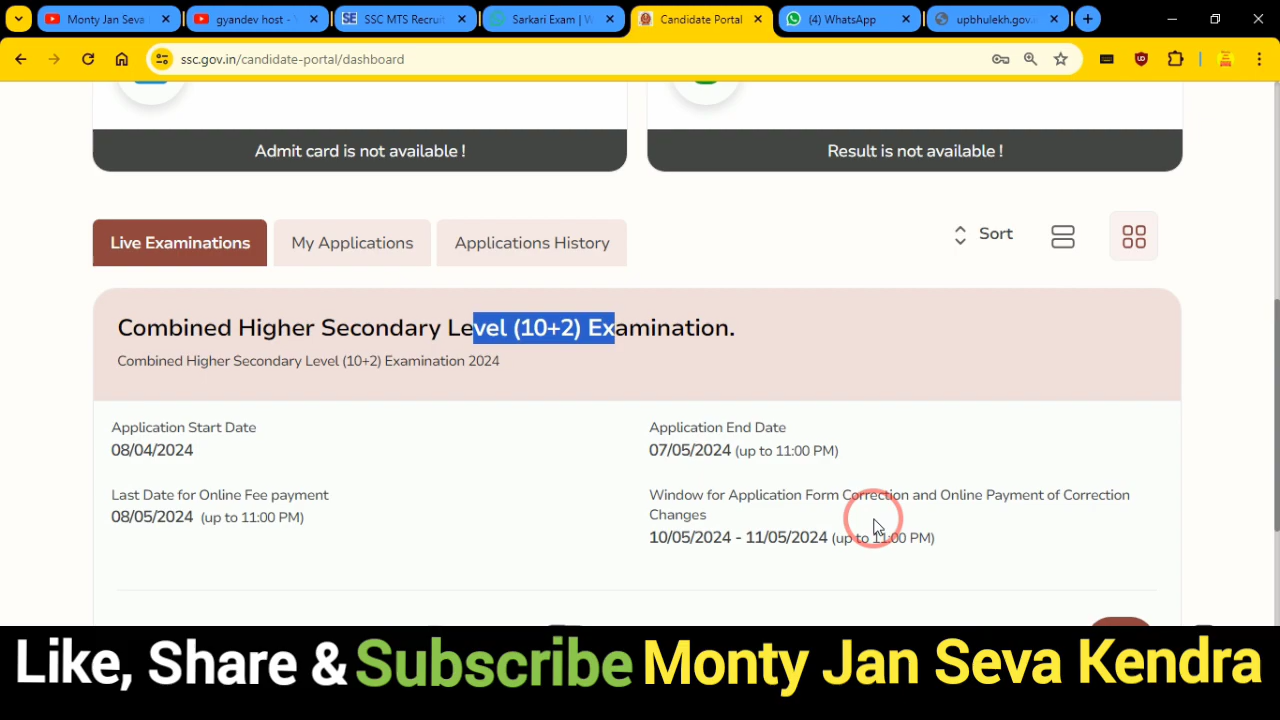 Monty Jan Seva
gyandev host -
SSC MTS Recruit
Sarkari Exam | W
Candidate Portal
(4) WhatsApp
upbhulekh.gov.
ssc.gov.in/candidate-portal/dashboard
Admit card is not available !
Result is not available !
Live Examinations
My Applications
Applications History
Sort
Combined Higher Secondary Level (10+2) Examination.
Combined Higher Secondary Level (10+2) Examination 2024
Application Start Date
08/04/2024
Application End Date
07/05/2024 (up to 11:00 PM)
Last Date for Online Fee payment
08/05/2024 (up to 11:00 PM)
Window for Application Form Correction and Online Payment of Correction
Changes
10/05/2024 - 11/05/2024 (up to 11:00 PM)
Like, Share & Subscribe Monty Jan Seva Kendra